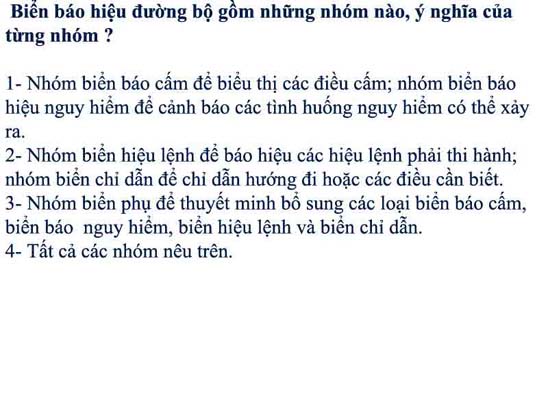 Biển báo hiệu đường bộ gồm những nhóm nào, ý nghĩa của
từng nhóm ?
1- Nhóm biển báo cấm để biểu thị các điều cấm; nhóm biển báo
hiệu nguy hiểm để cảnh báo các tình huống nguy hiểm có thể xảy
ra.
2- Nhóm biển hiệu lệnh để báo hiệu các hiệu lệnh phải thi hành;
nhóm biển chỉ dẫn để chỉ dẫn hướng đi hoặc các điều cần biết.
3- Nhóm biển phụ để thuyết minh bổ sung các loại biển báo cấm,
biển báo  nguy hiểm, biển hiệu lệnh và biển chỉ dẫn.
4- Tất cả các nhóm nêu trên.